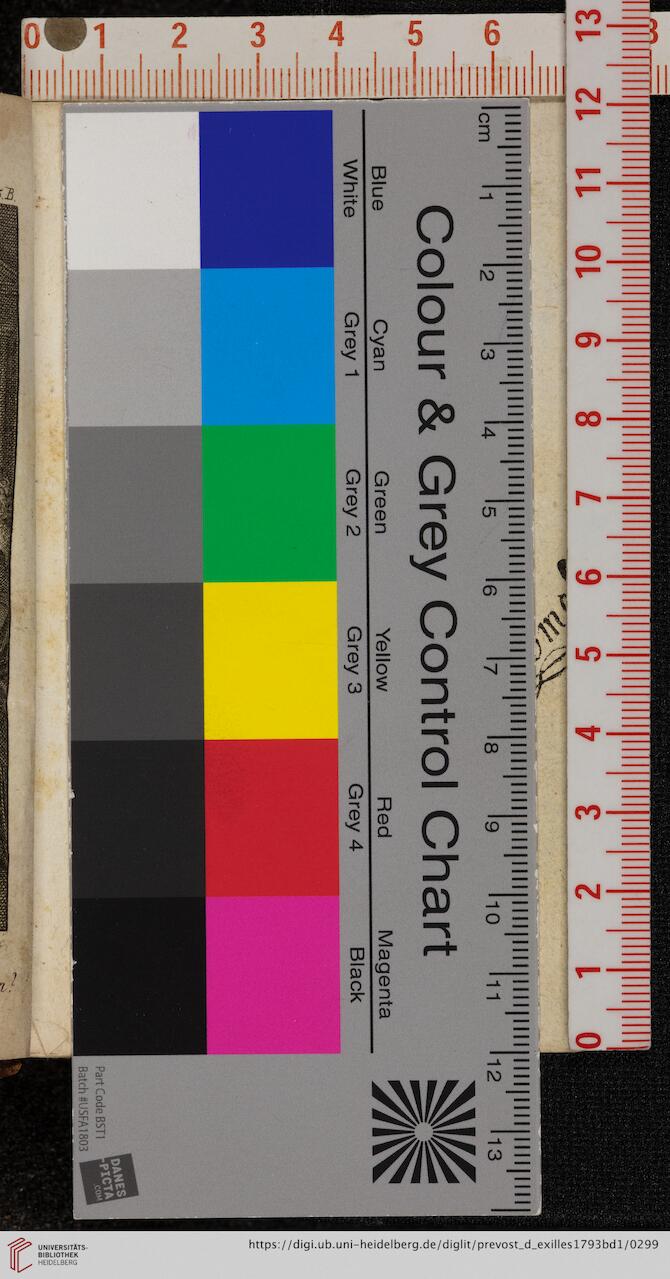 0 1 2 3 4 5 6 8
13
12
11
10
9
8
7
6
5
4
3
2
1
0
cm 1 2 3 4 5 6 7 8 9 10 11 12 13
Colour & Grey Control Chart
Blue Cyan Green Yellow Red Magenta
White Grey 1 Grey 2 Grey 3 Grey 4 Black
Part Code BST1
Batch #USFA1803
DANES
-PICTA
.COM
UNIVERSITÄTS-
BIBLIOTHEK
HEIDELBERG
https://digi.ub.uni-heidelberg.de/diglit/prevost_d_exilles1793bd1/0299